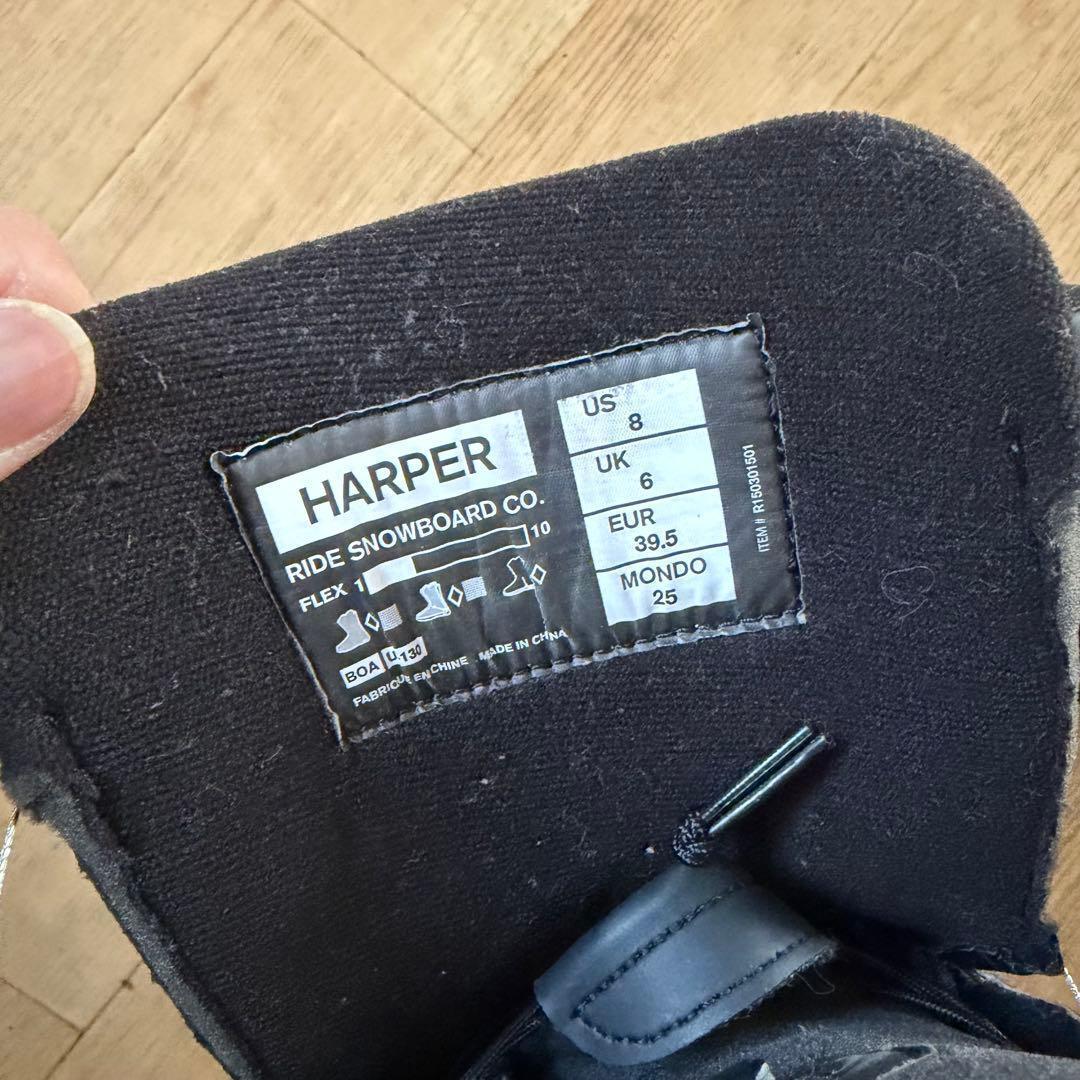 HARPER
RIDE SNOWBOARD CO.
FLEX 1 10
BOA
130
FABRIQUE EN CHINE MADE IN CHINA
US
8
UK
6
EUR
39.5
MONDO
25
ITEM# R150301501